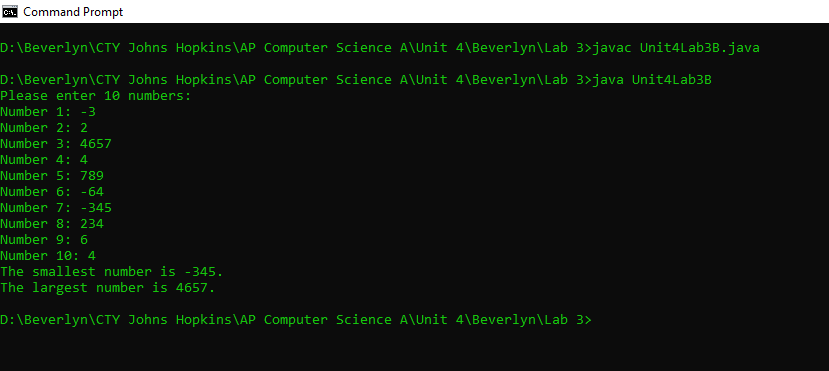 Command Prompt
D:\Beverlyn\CTY Johns Hopkins\AP Computer Science A\Unit 4\Beverlyn\Lab 3>javac Unit4Lab3B.java
D:\Beverlyn\CTY Johns Hopkins\AP Computer Science A\Unit 4\Beverlyn\Lab 3>java Unit4Lab3B
Please enter 10 numbers:
Number 1: -3
Number 2: 2
Number 3: 4657
Number 4: 4
Number 5: 789
Number 6: -64
Number 7: -345
Number 8: 234
Number 9: 6
Number 10: 4
The smallest number is -345.
The largest number is 4657.
D:\Beverlyn\CTY Johns Hopkins\AP Computer Science A\Unit 4\Beverlyn\Lab 3>